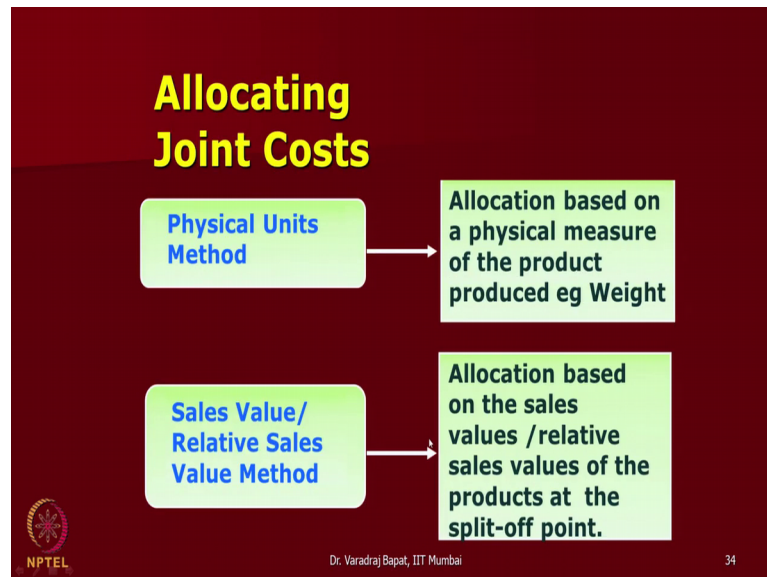 Allocating
Joint Costs
Physical Units
Method
Allocation based on
a physical measure
of the product
produced eg Weight
Sales Value/
Relative Sales
Value Method
Allocation based
on the sales
values /relative
sales values of the
products at the
split-off point.
NPTEL
Dr. Varadraj Bapat, IIT Mumbai
34